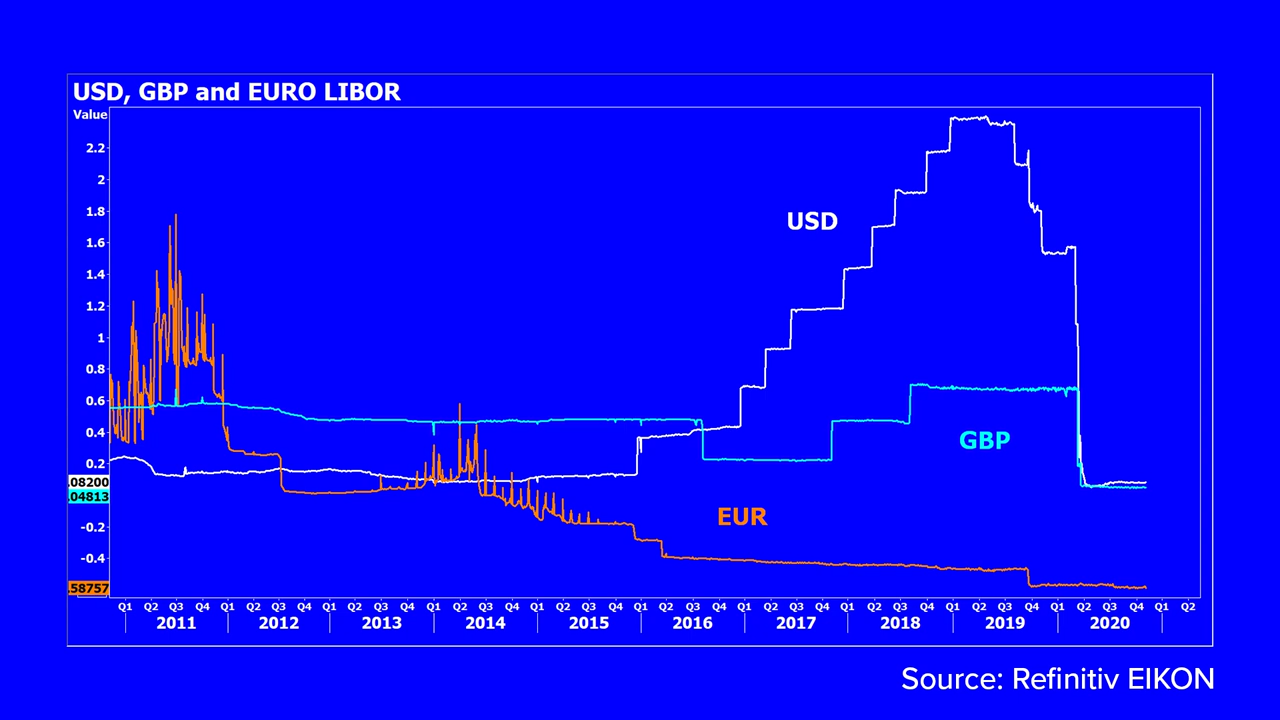 USD, GBP and EURO LIBOR
Value
2.2
2
1.8
USD
1.6
1.4
1.2
1
0.8
0.6
0.4
GBP
0.2
.08200
.04813
EUR
-0.2
-0.4
.58757
Q1 Q2 Q3 Q4 Q1 Q2 Q3 Q4 Q1 Q2 Q3 Q4 Q1 Q2 Q3 Q4 Q1 Q2 Q3 Q4 Q1 Q2 Q3 Q4 Q1 Q2 Q3 Q4 Q1 Q2 Q3 Q4 Q1 Q2 Q3 Q4 Q1 Q2 Q3 Q4 Q1 Q2
2011 2012 2013 2014 2015 2016 2017 2018 2019 2020
Source: Refinitiv EIKON